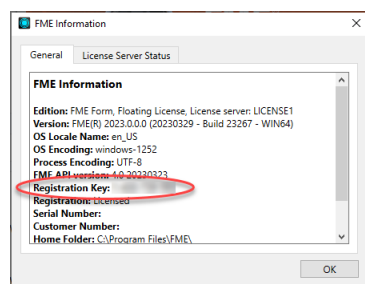 FME Information
General
License Server Status
FME Information
Edition: FME Form, Floating License, License server: LICENSE1
Version: FME(R) 2023.0.0.0 (20230329 - Build 23267 - WIN64)
OS Locale Name: en_US
OS Encoding: windows-1252
Process Encoding: UTF-8
FME API version: 4.0 20230323
Registration Key:
Registration: Licensed
Serial Number:
Customer Number:
Home Folder: C:\Program Files\FME\
OK